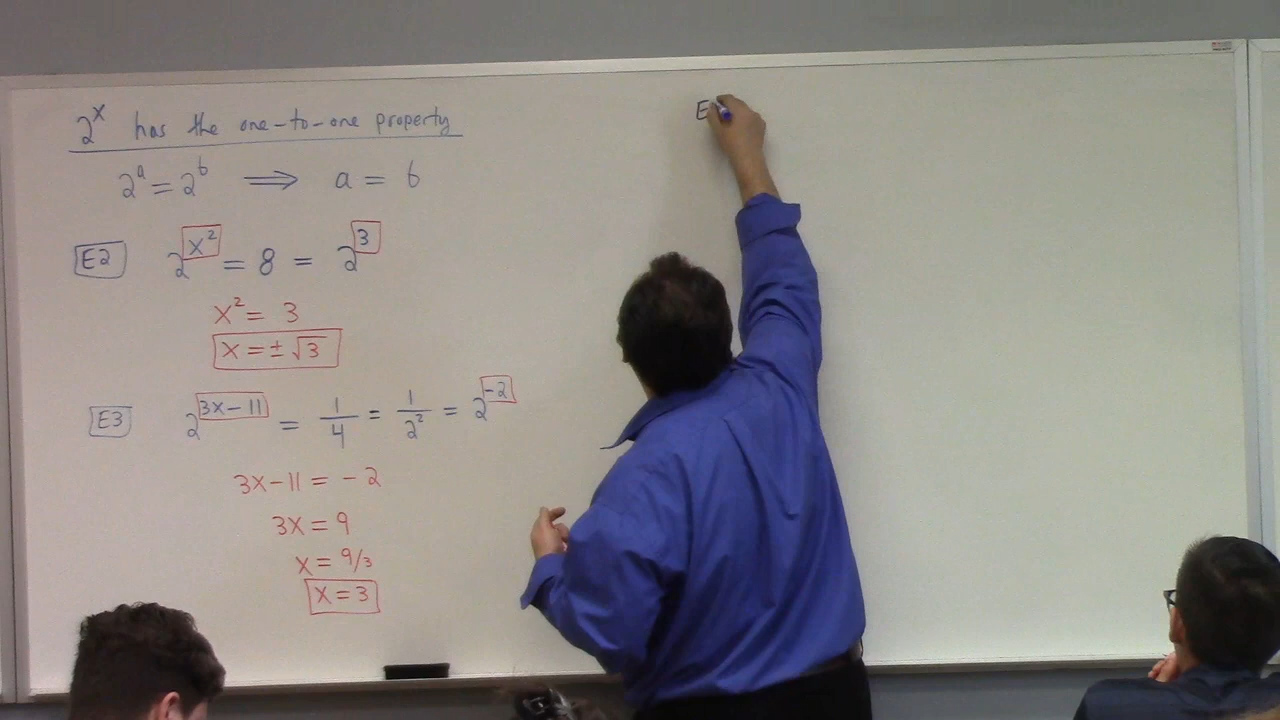 2^x has the one-to-one property
2^a = 2^b ⟹ a = b
E2 2^x² = 8 = 2^3
x² = 3
x = ± √3
E3 2^3x-11 = 1/4 = 1/2² = 2^-2
3x-11 = -2
3x = 9
x = 9/3
x = 3
E